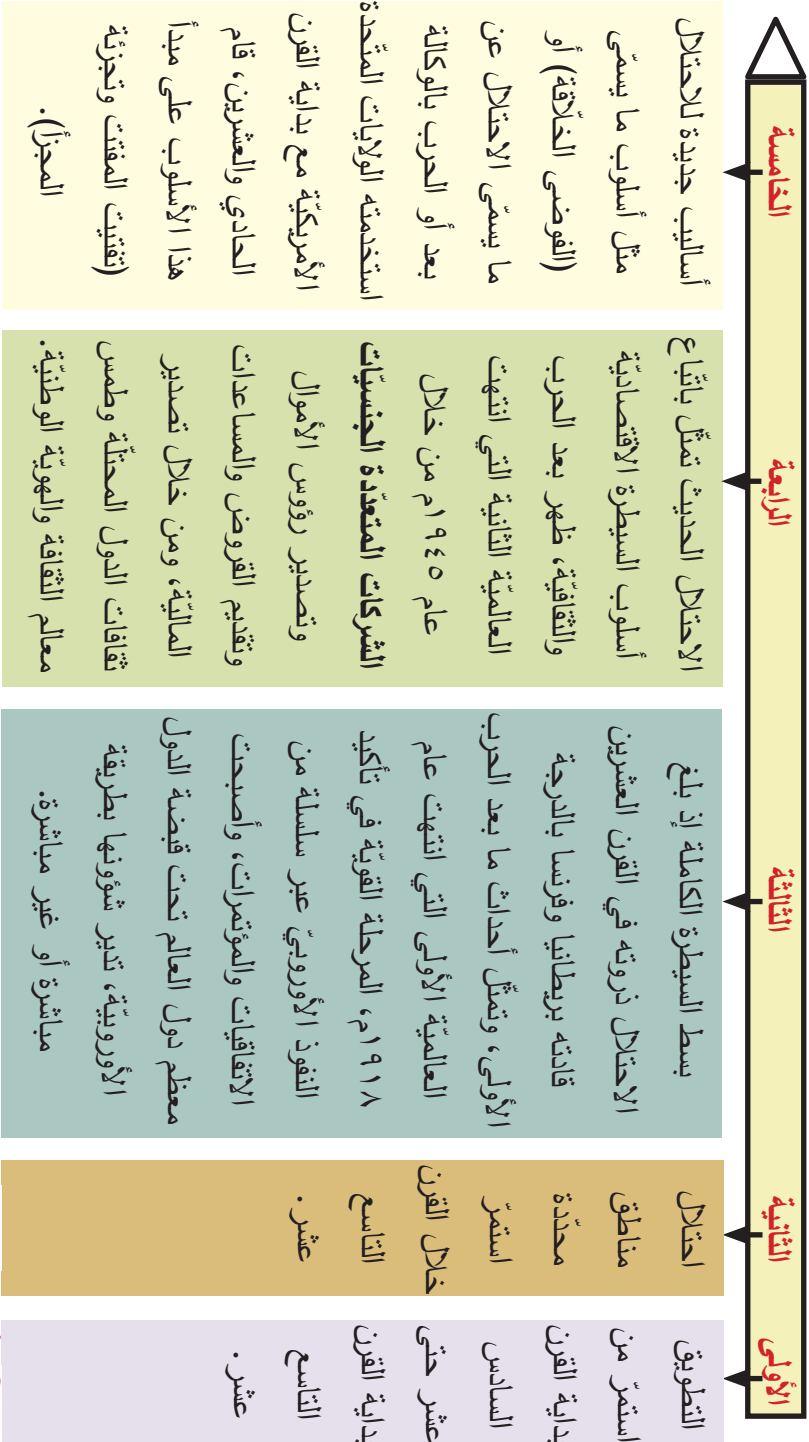 الأولى
الثانية
الثالثة
الرابعة
الخامسة
التطويق
استمرّ من
بداية القرن
السادس
عشر حتى
بداية القرن
التاسع
عشر.
احتلال
مناطق
محدّدة
استمرّ
خلال القرن
التاسع
عشر.
بسط السيطرة الكاملة إذ بلغ
الاحتلال ذروته في القرن العشرين
قادته بريطانيا وفرنسا بالدرجة
الأولى، وتمثّل أحداث ما بعد الحرب
العالميّة الأولى التي انتهت عام
١٩١٨م، المرحلة القويّة في تأكيد
النفوذ الأوروبيّ عبر سلسلة من
الاتفاقيات والمؤتمرات، وأصبحت
معظم دول العالم تحت قبضة الدول
الأوروبيّة، تدير شؤونها بطريقة
مباشرة أو غير مباشرة.
الاحتلال الحديث تمثّل باتّباع
أسلوب السيطرة الاقتصاديّة
والثقافيّة، ظهر بعد الحرب
العالميّة الثانية التي انتهت
عام ١٩٤٥م من خلال
الشركات المتعدّدة الجنسيّات
وتصدير رؤوس الأموال
وتقديم القروض والمساعدات
الماليّة، ومن خلال تصدير
ثقافات الدول المحتلّة وطمس
معالم الثقافة والهويّة الوطنيّة.
أساليب جديدة للاحتلال
مثل أسلوب ما يسمّى
(الفوضى الخلّاقة) أو
ما يسمّى الاحتلال عن
بعد أو الحرب بالوكالة
استخدمته الولايات المتّحدة
الأمريكيّة مع بداية القرن
الحادي والعشرين، قام
هذا الأسلوب على مبدأ
(تفتيت المفتت وتجزئة
المجزأ).